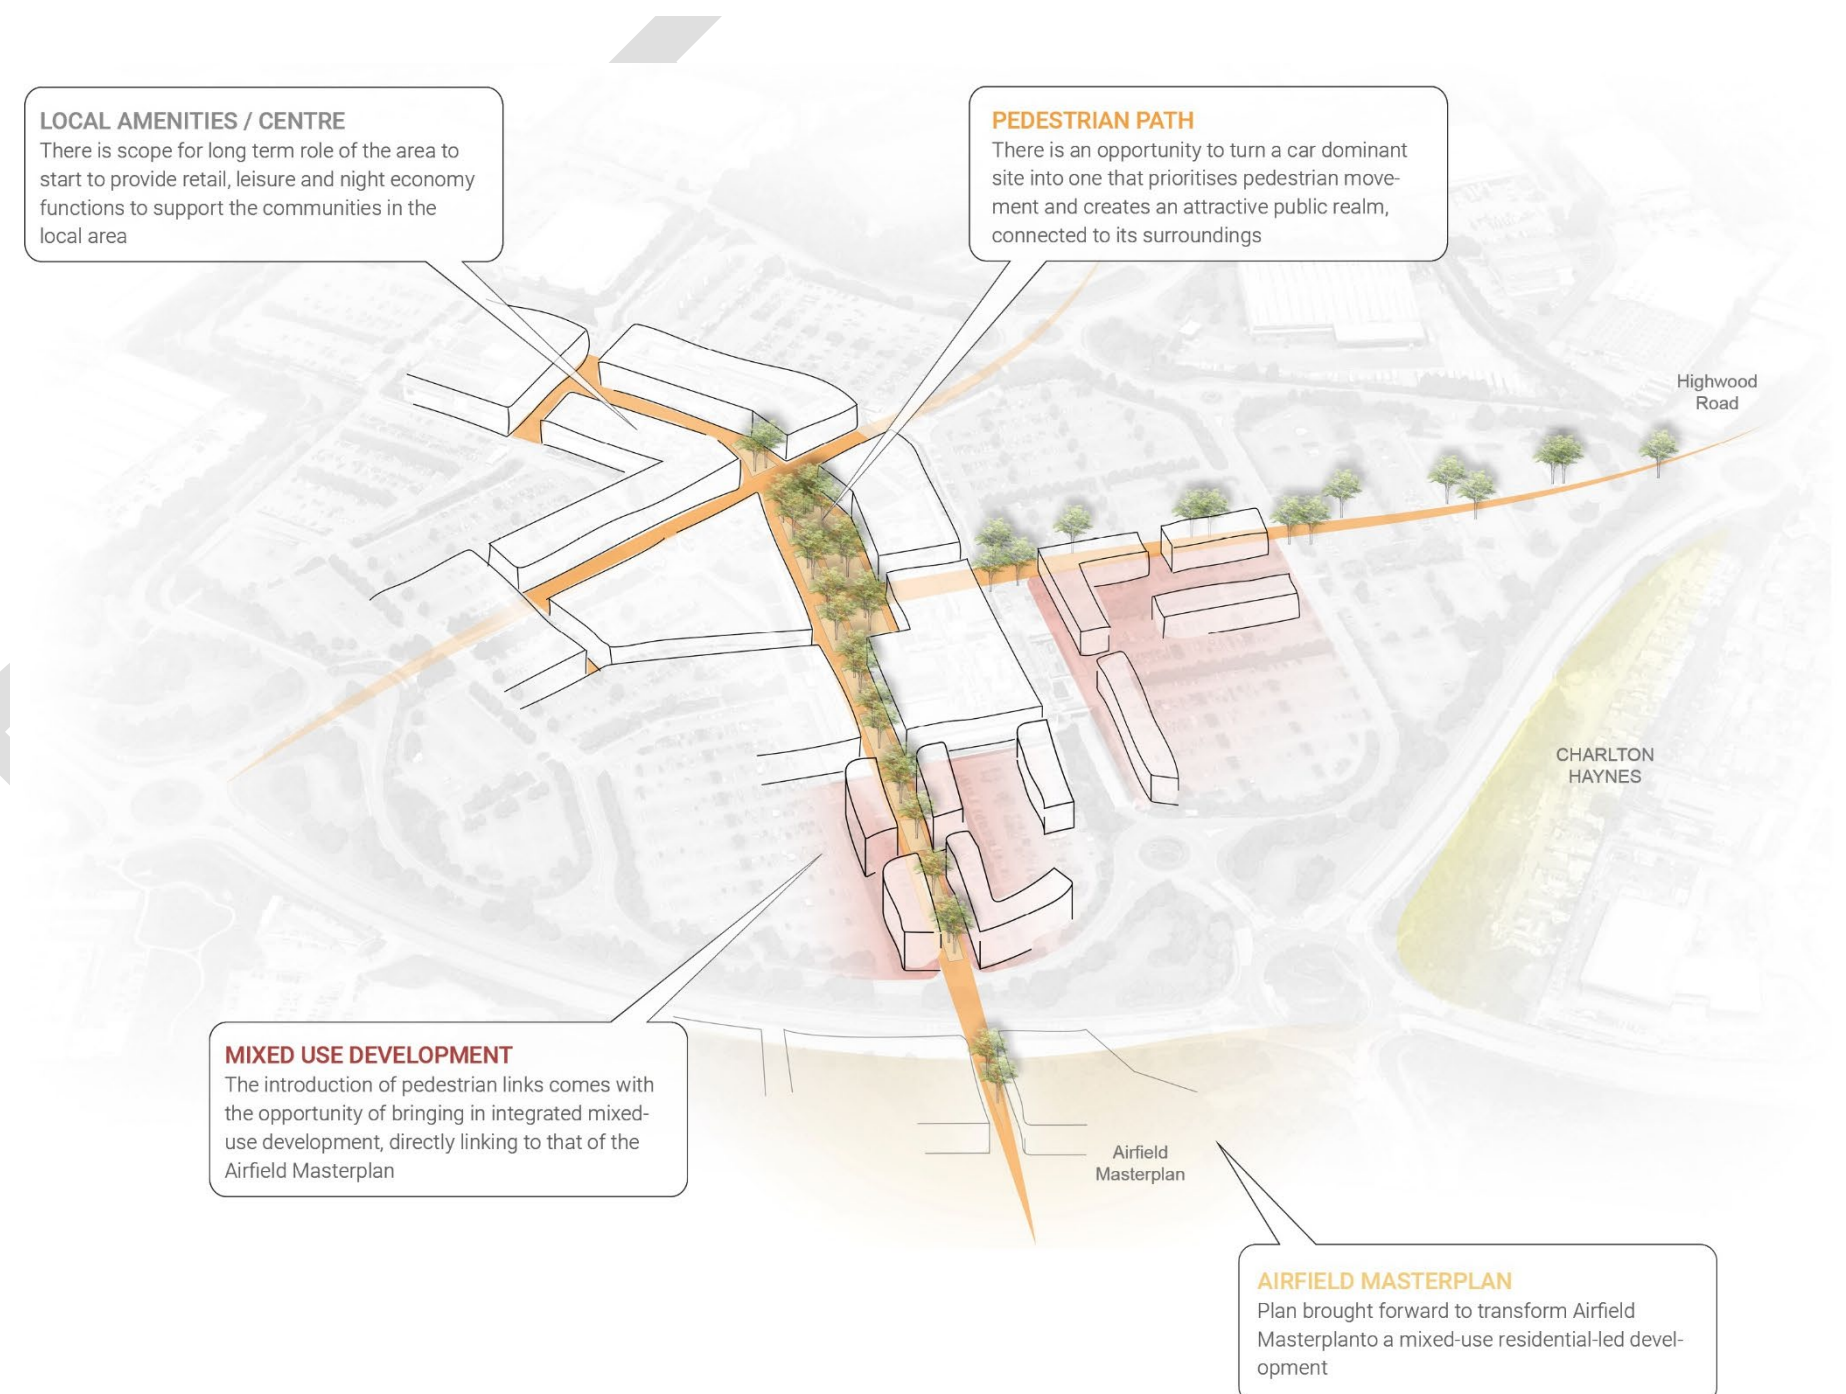 LOCAL AMENITIES / CENTRE
There is scope for long term role of the area to
start to provide retail, leisure and night economy
functions to support the communities in the
local area
PEDESTRIAN PATH
There is an opportunity to turn a car dominant
site into one that prioritises pedestrian move-
ment and creates an attractive public realm,
connected to its surroundings
Highwood
Road
CHARLTON
HAYNES
MIXED USE DEVELOPMENT
The introduction of pedestrian links comes with
the opportunity of bringing in integrated mixed-
use development, directly linking to that of the
Airfield Masterplan
Airfield
Masterplan
AIRFIELD MASTERPLAN
Plan brought forward to transform Airfield
Masterplanto a mixed-use residential-led devel-
opment